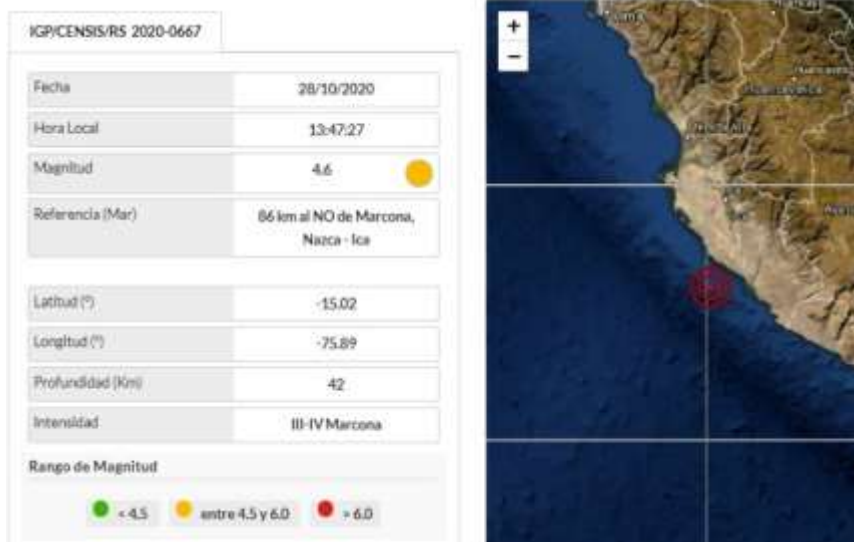 IGP/CENSIS/RS 2020-0667
Fecha 28/10/2020
Hora Local 13:47:27
Magnitud 4.6
Referencia (Mar) 86 km al NO de Marcona,
Nazca - Ica
Latitud (°) -15.02
Longitud (°) -75.89
Profundidad (Km) 42
Intensidad III-IV Marcona
Rango de Magnitud
< 4.5 entre 4.5 y 6.0 > 6.0
+
−